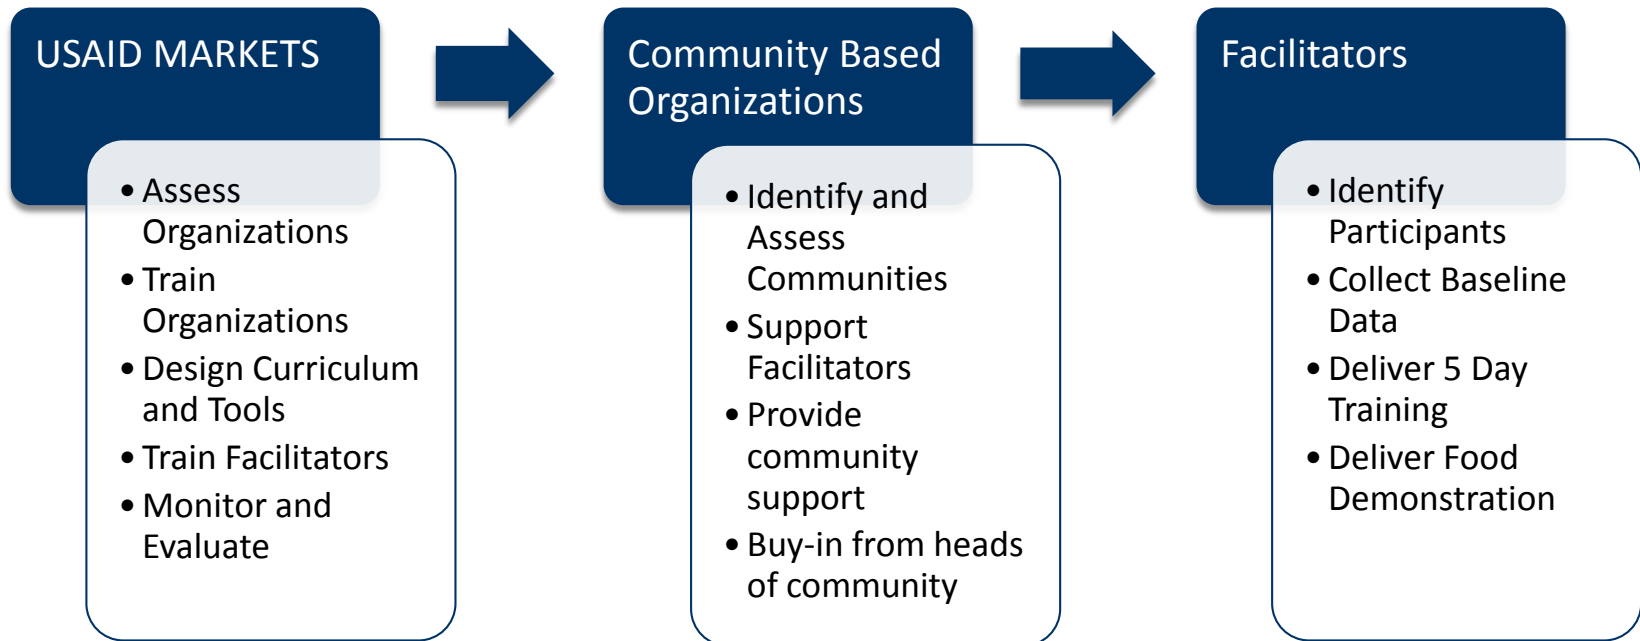 USAID MARKETS
• Assess
Organizations
• Train
Organizations
• Design Curriculum
and Tools
• Train Facilitators
• Monitor and
Evaluate
Community Based
Organizations
• Identify and
Assess
Communities
• Support
Facilitators
• Provide
community
support
• Buy-in from heads
of community
Facilitators
• Identify
Participants
• Collect Baseline
Data
• Deliver 5 Day
Training
• Deliver Food
Demonstration